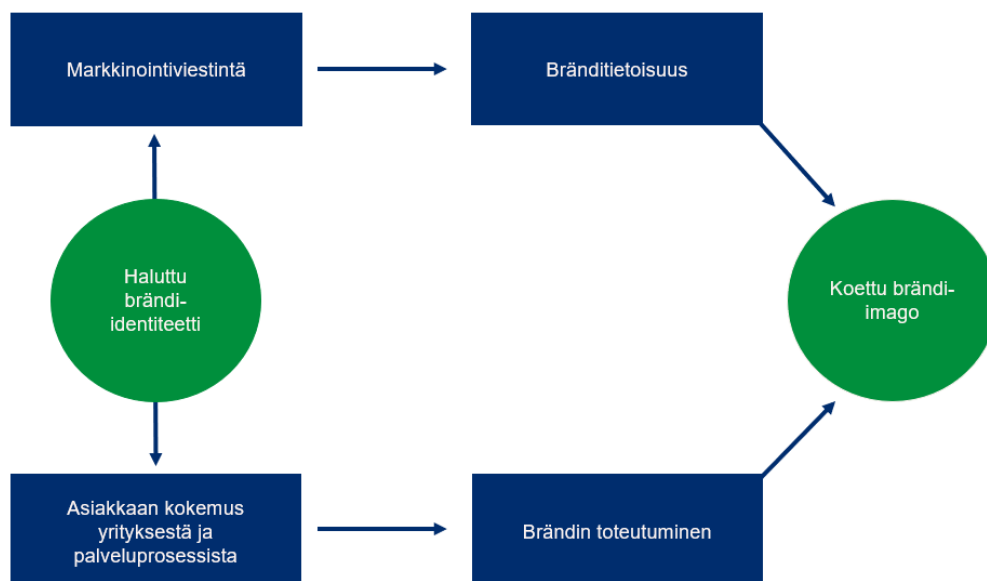 Markkinointiviestintä
Bränditietoisuus
Haluttu
brändi-
identiteetti
Koettu brändi-
imago
Asiakkaan kokemus
yrityksestä ja
palveluprosessista
Brändin toteutuminen